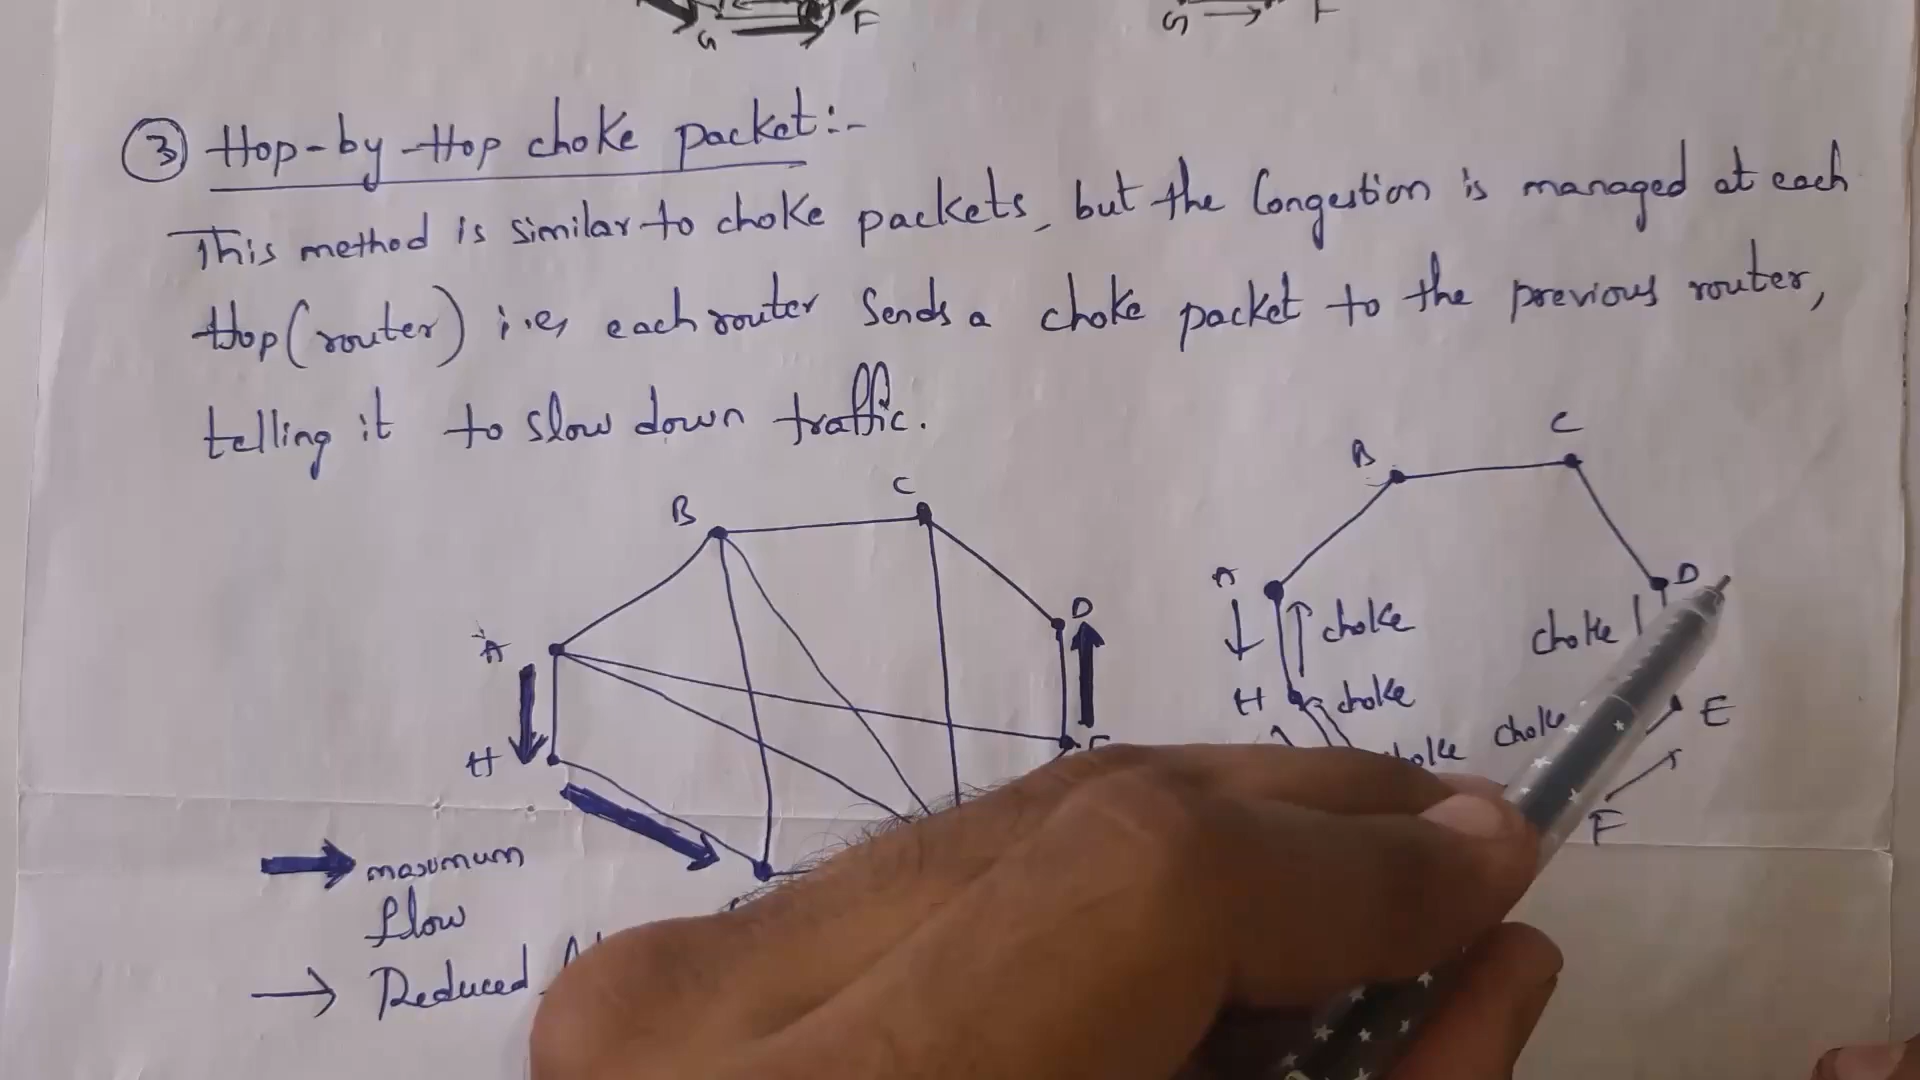 G F
G F
③ Hop-by-Hop choke packet:-
This method is similar to choke packets, but the Congestion is managed at each
Hop (router) i.e, each router Sends a choke packet to the previous router,
telling it to slow down traffic.
B C
A D
H
maximum
flow
Reduced
B C
A D
choke choke
H choke choke E
F